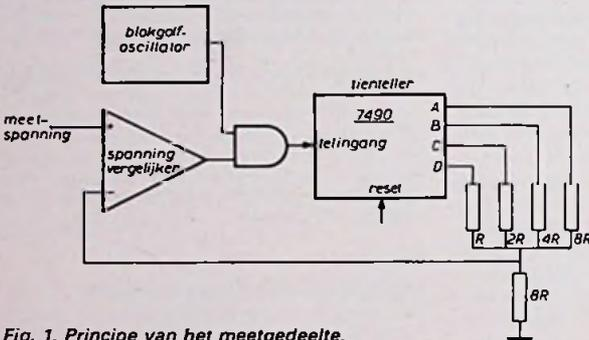 blokgolf-
oscillator
tienteller
meet-
spanning
+
spanning
vergelijker
-
7490
telingang
reset
A
B
C
D
R
2R
4R
8R
8R
Fig. 1. Principe van het meetgedeelte.